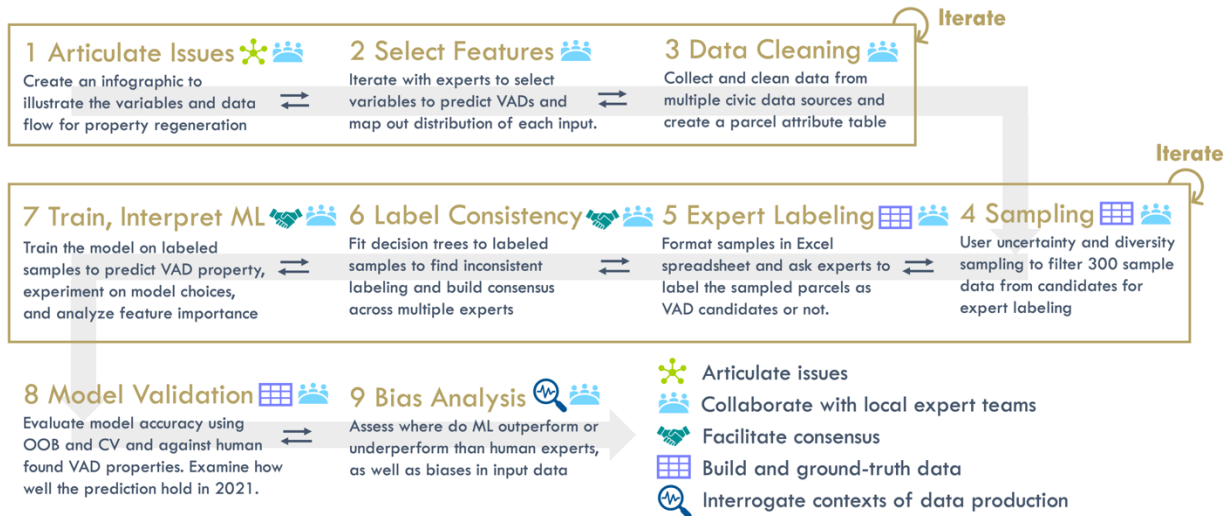 Iterate
1 Articulate Issues
Create an infographic to
illustrate the variables and data
flow for property regeneration
2 Select Features
Iterate with experts to select
variables to predict VADs and
map out distribution of each input.
3 Data Cleaning
Collect and clean data from
multiple civic data sources and
create a parcel attribute table
Iterate
7 Train, Interpret ML
Train the model on labeled
samples to predict VAD property,
experiment on model choices,
and analyze feature importance
6 Label Consistency
Fit decision trees to labeled
samples to find inconsistent
labeling and build consensus
across multiple experts
5 Expert Labeling
Format samples in Excel
spreadsheet and ask experts to
label the sampled parcels as
VAD candidates or not.
4 Sampling
User uncertainty and diversity
sampling to filter 300 sample
data from candidates for
expert labeling
8 Model Validation
Evaluate model accuracy using
OOB and CV and against human
found VAD properties. Examine how
well the prediction hold in 2021.
9 Bias Analysis
Assess where do ML outperform or
underperform than human experts,
as well as biases in input data
Articulate issues
Collaborate with local expert teams
Facilitate consensus
Build and ground-truth data
Interrogate contexts of data production